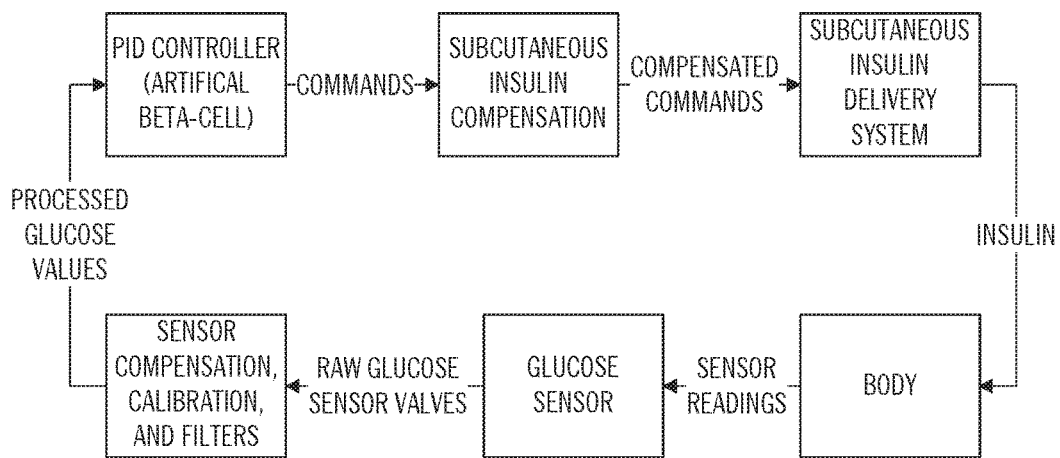 PID CONTROLLER
(ARTIFICAL
BETA-CELL)
COMMANDS
SUBCUTANEOUS
INSULIN
COMPENSATION
COMPENSATED
COMMANDS
SUBCUTANEOUS
INSULIN
DELIVERY
SYSTEM
INSULIN
BODY
SENSOR
READINGS
GLUCOSE
SENSOR
RAW GLUCOSE
SENSOR VALVES
SENSOR
COMPENSATION,
CALIBRATION,
AND FILTERS
PROCESSED
GLUCOSE
VALUES